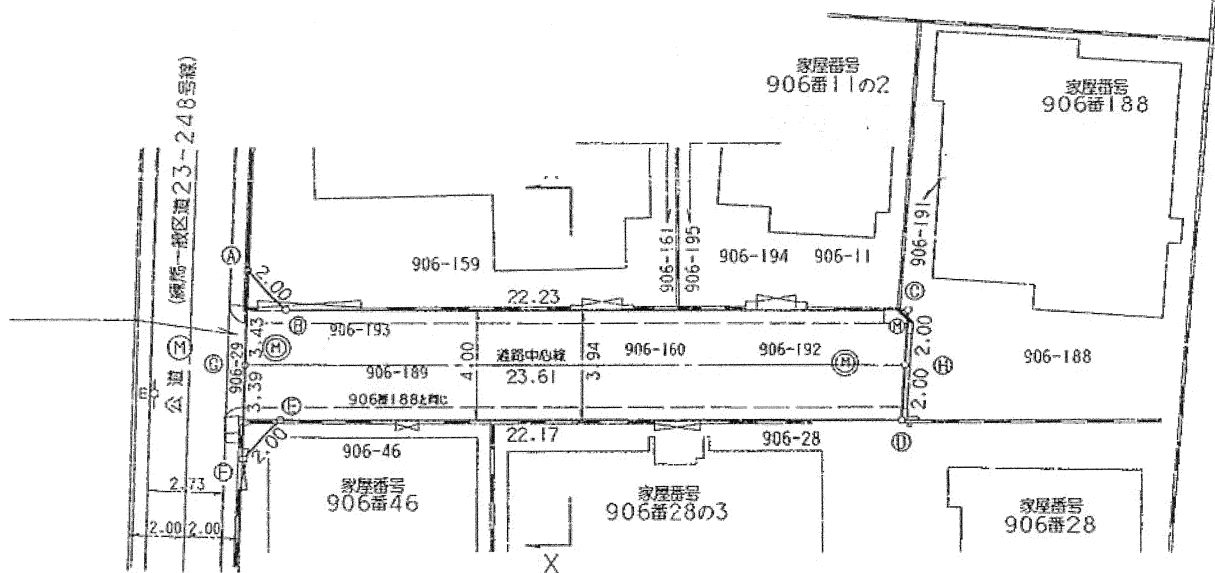 家屋番号
906番11の2
家屋番号
906番188
公道 M (練馬一般区道23-248号線)
906-161
906-195
906-191
906-159
906-194
906-11
A
2.00
22.23
C
B
906-193
M
2.00
3.43
M
906-29
G
4.00
道路中心線
23.61
3.94
906-160
906-192
M
H
906-188
906-189
3.39
E
906番188と同じ
2.00
E
2.00
22.17
906-28
D
F
906-46
家屋番号
906番46
家屋番号
906番28の3
家屋番号
906番28
2.73
2.00
2.00
X